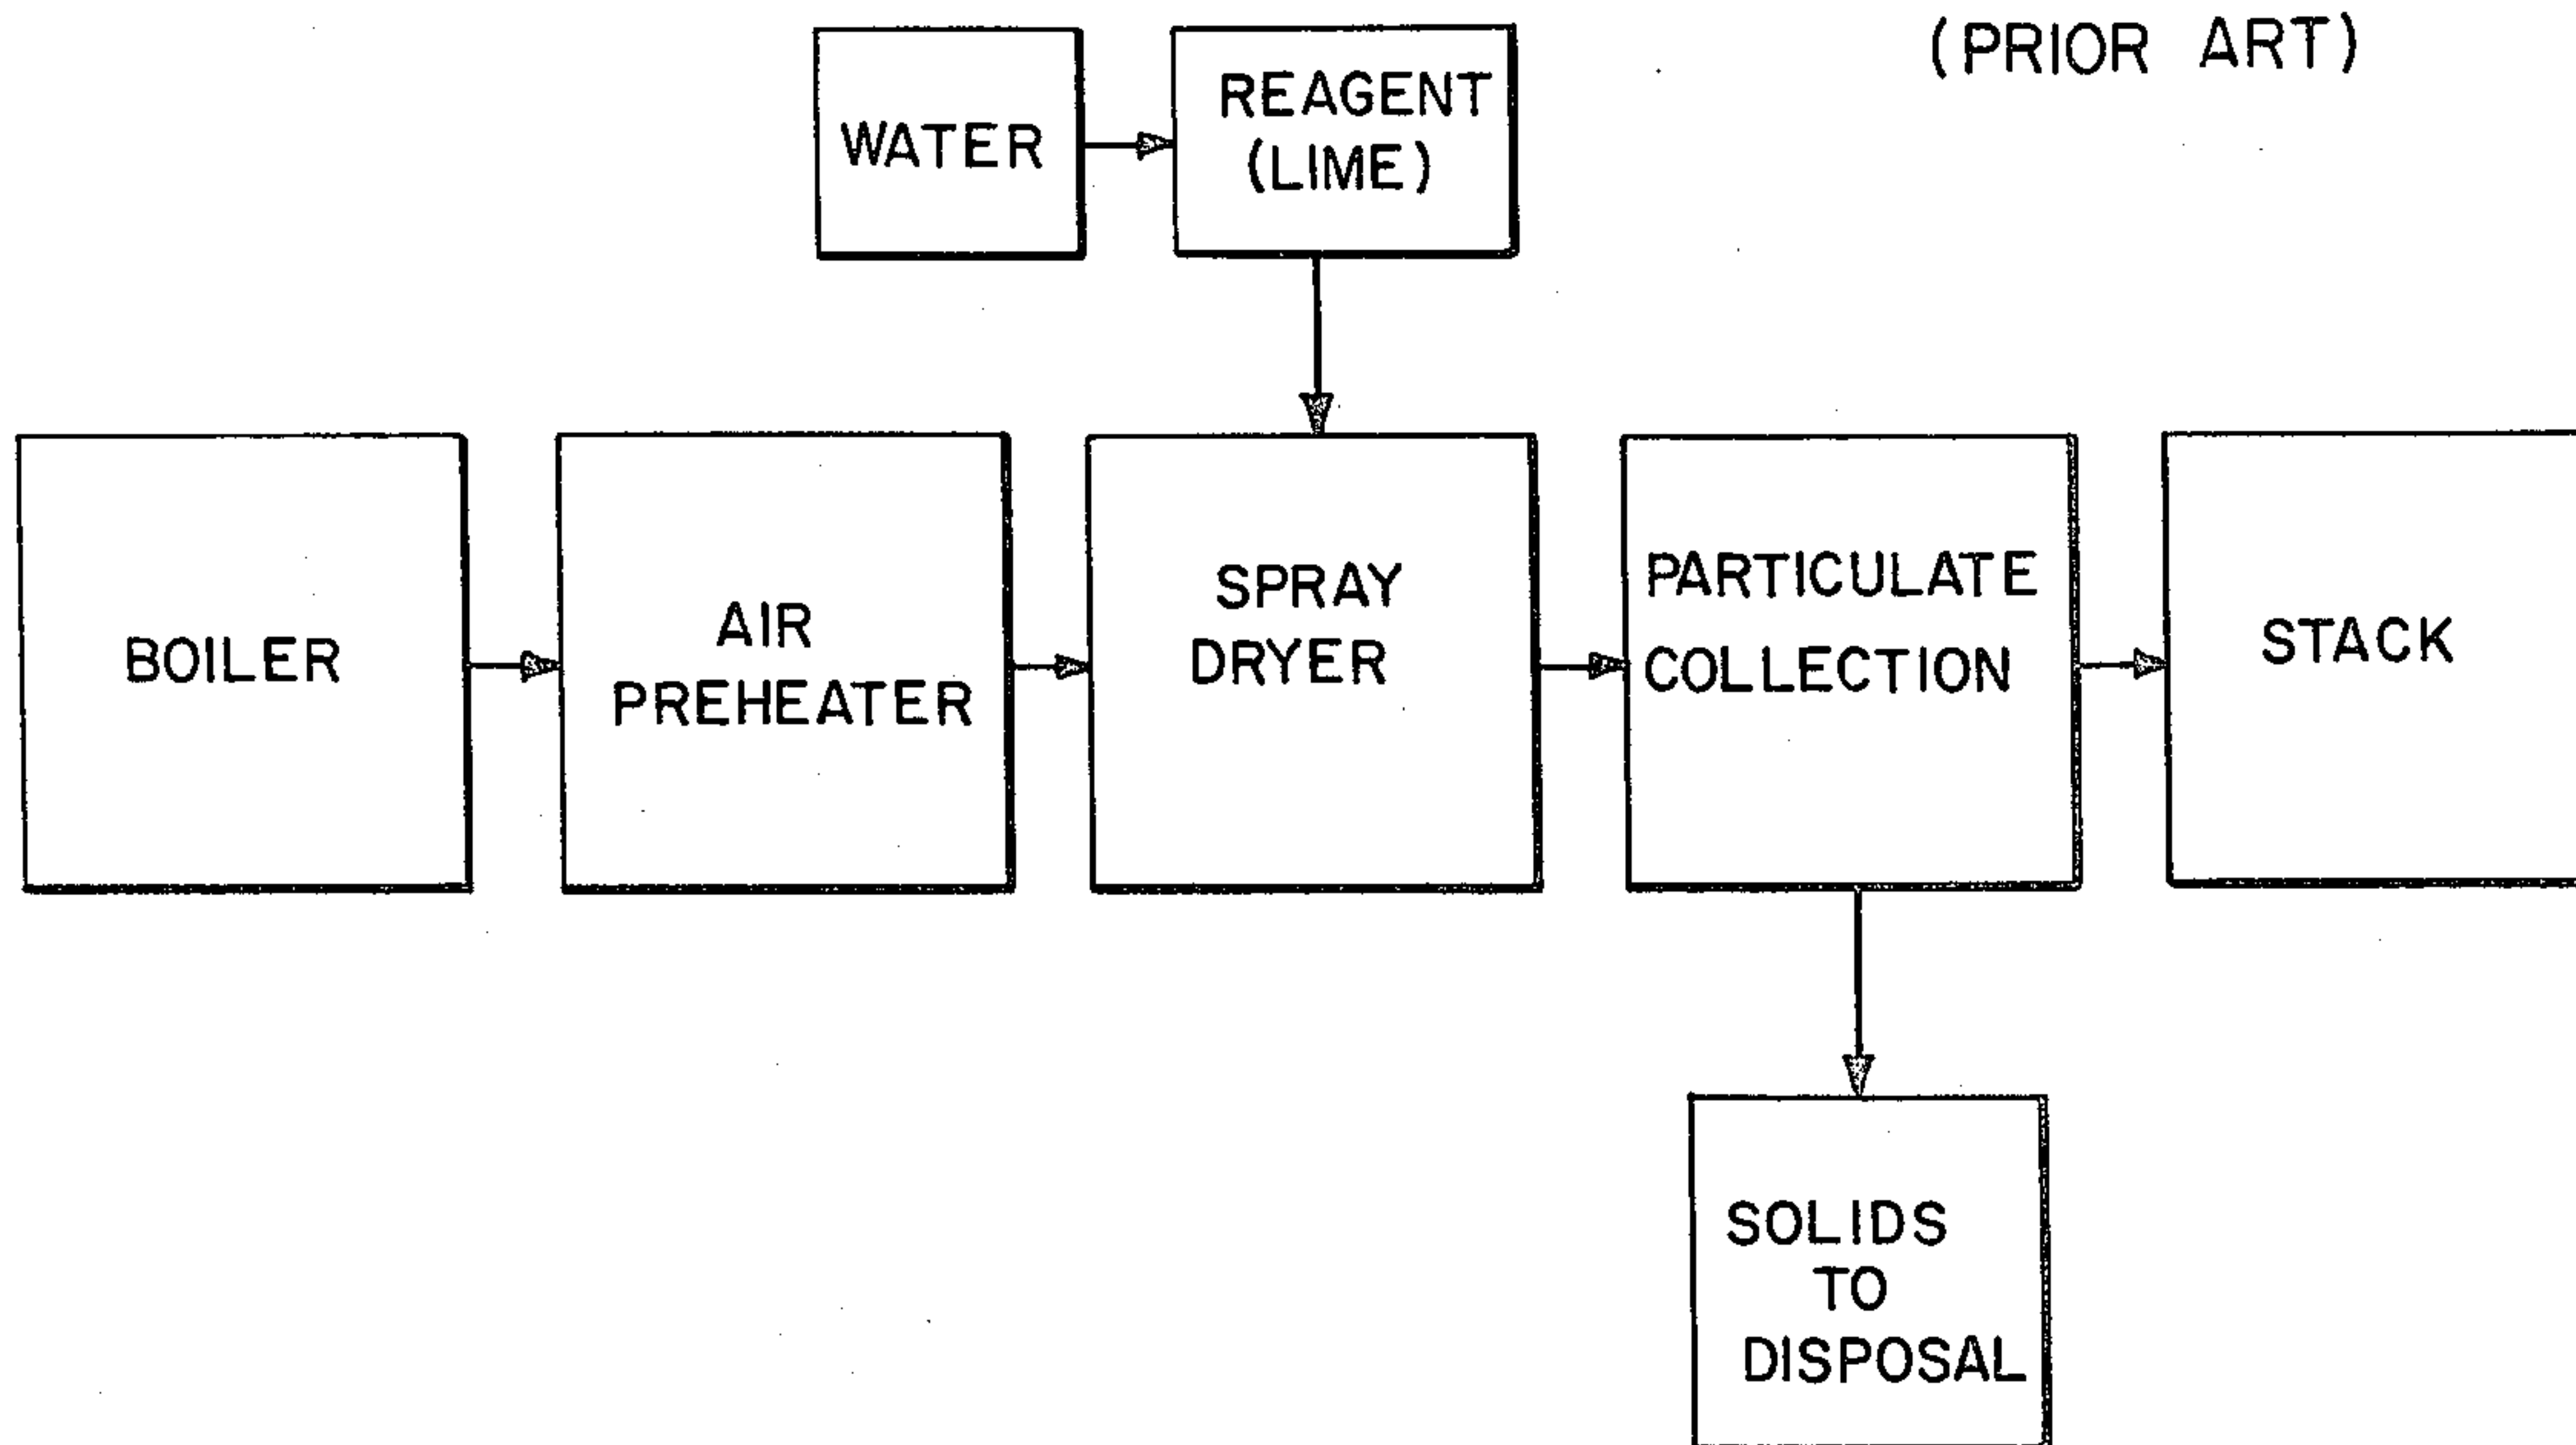 (PRIOR ART)
WATER
REAGENT
(LIME)
BOILER
AIR
PREHEATER
SPRAY
DRYER
PARTICULATE
COLLECTION
STACK
SOLIDS
TO
DISPOSAL